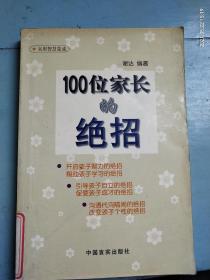 实用智慧集成
谢达 编著
100位家长
的
绝招
开启孩子智力的绝招
帮助孩子学习的绝招
引导孩子自立的绝招
促使孩子成才的绝招
沟通代沟隔阂的绝招
改变孩子个性的绝招
中国言实出版社